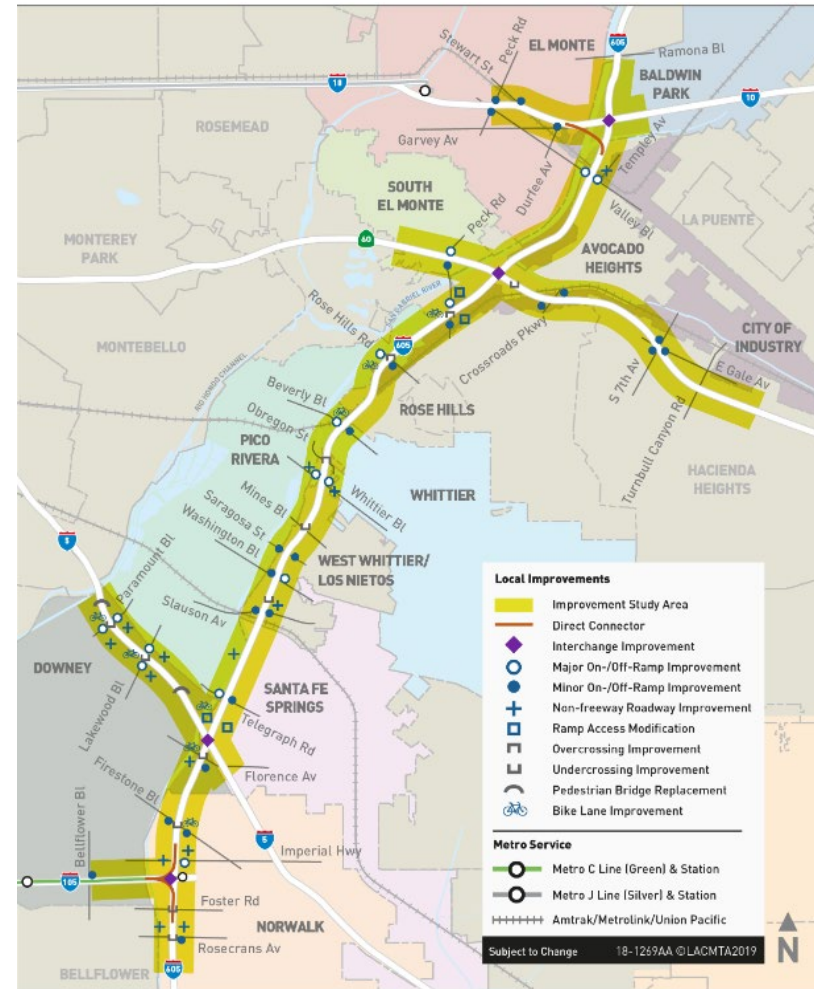 EL MONTE
605
Ramona Bl
Stewart St
Peck Rd
BALDWIN
PARK
10
10
ROSEMEAD
Garvey Av
Durfee Av
Templey Av
SOUTH
EL MONTE
Peck Rd
Valley Bl
LA PUENTE
MONTEREY
PARK
60
AVOCADO
HEIGHTS
SAN GABRIEL RIVER
Rose Hills Rd
605
Crossroads Pkwy
CITY OF
INDUSTRY
MONTEBELLO
RIO HONDO CHANNEL
S 7th Av
E Gale Av
Beverly Bl
ROSE HILLS
Turnbull Canyon Rd
Obregon St
PICO
RIVERA
HACIENDA
HEIGHTS
Mines Bl
Whittier Bl
WHITTIER
Saragosa St
Washington Bl
5
Paramount Bl
WEST WHITTIER/
LOS NIETOS
Slauson Av
DOWNEY
Lakewood Bl
SANTA FE
SPRINGS
Telegraph Rd
Florence Av
Firestone Bl
Bellflower Bl
5
Imperial Hwy
105
Foster Rd
NORWALK
Rosecrans Av
BELLFLOWER
605
Local Improvements
Improvement Study Area
Direct Connector
Interchange Improvement
Major On-/Off-Ramp Improvement
Minor On-/Off-Ramp Improvement
Non-freeway Roadway Improvement
Ramp Access Modification
Overcrossing Improvement
Undercrossing Improvement
Pedestrian Bridge Replacement
Bike Lane Improvement
Metro Service
Metro C Line (Green) & Station
Metro J Line (Silver) & Station
Amtrak/Metrolink/Union Pacific
Subject to Change 18-1269AA ©LACMTA2019
N